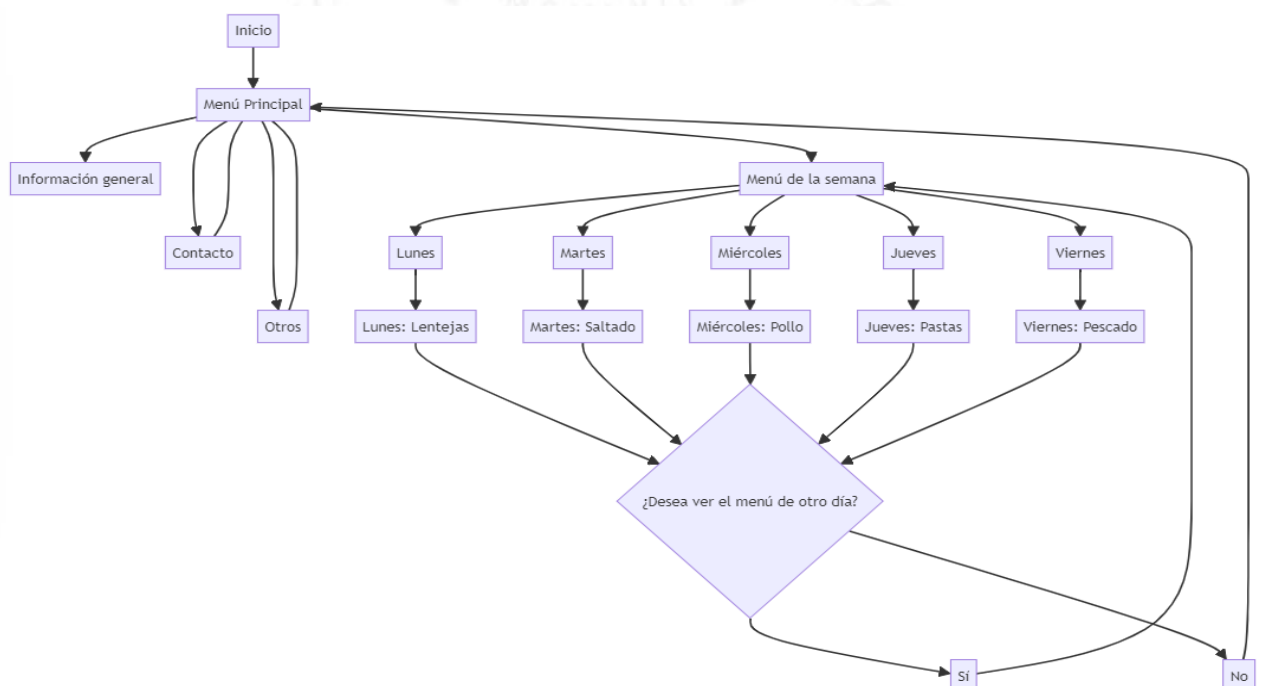 Inicio
Menú Principal
Información general
Menú de la semana
Contacto
Lunes
Martes
Miércoles
Jueves
Viernes
Otros
Lunes: Lentejas
Martes: Saltado
Miércoles: Pollo
Jueves: Pastas
Viernes: Pescado
¿Desea ver el menú de otro día?
Sí
No